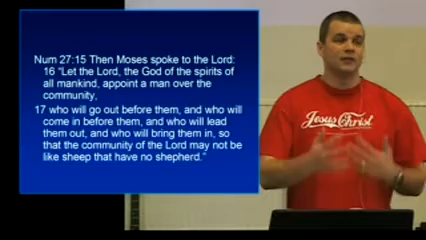 Num 27:15 Then Moses spoke to the Lord:
16 “Let the Lord, the God of the spirits of
all mankind, appoint a man over the
community,
17 who will go out before them, and who will
come in before them, and who will lead
them out, and who will bring them in, so
that the community of the Lord may not be
like sheep that have no shepherd.”
Jesus Christ